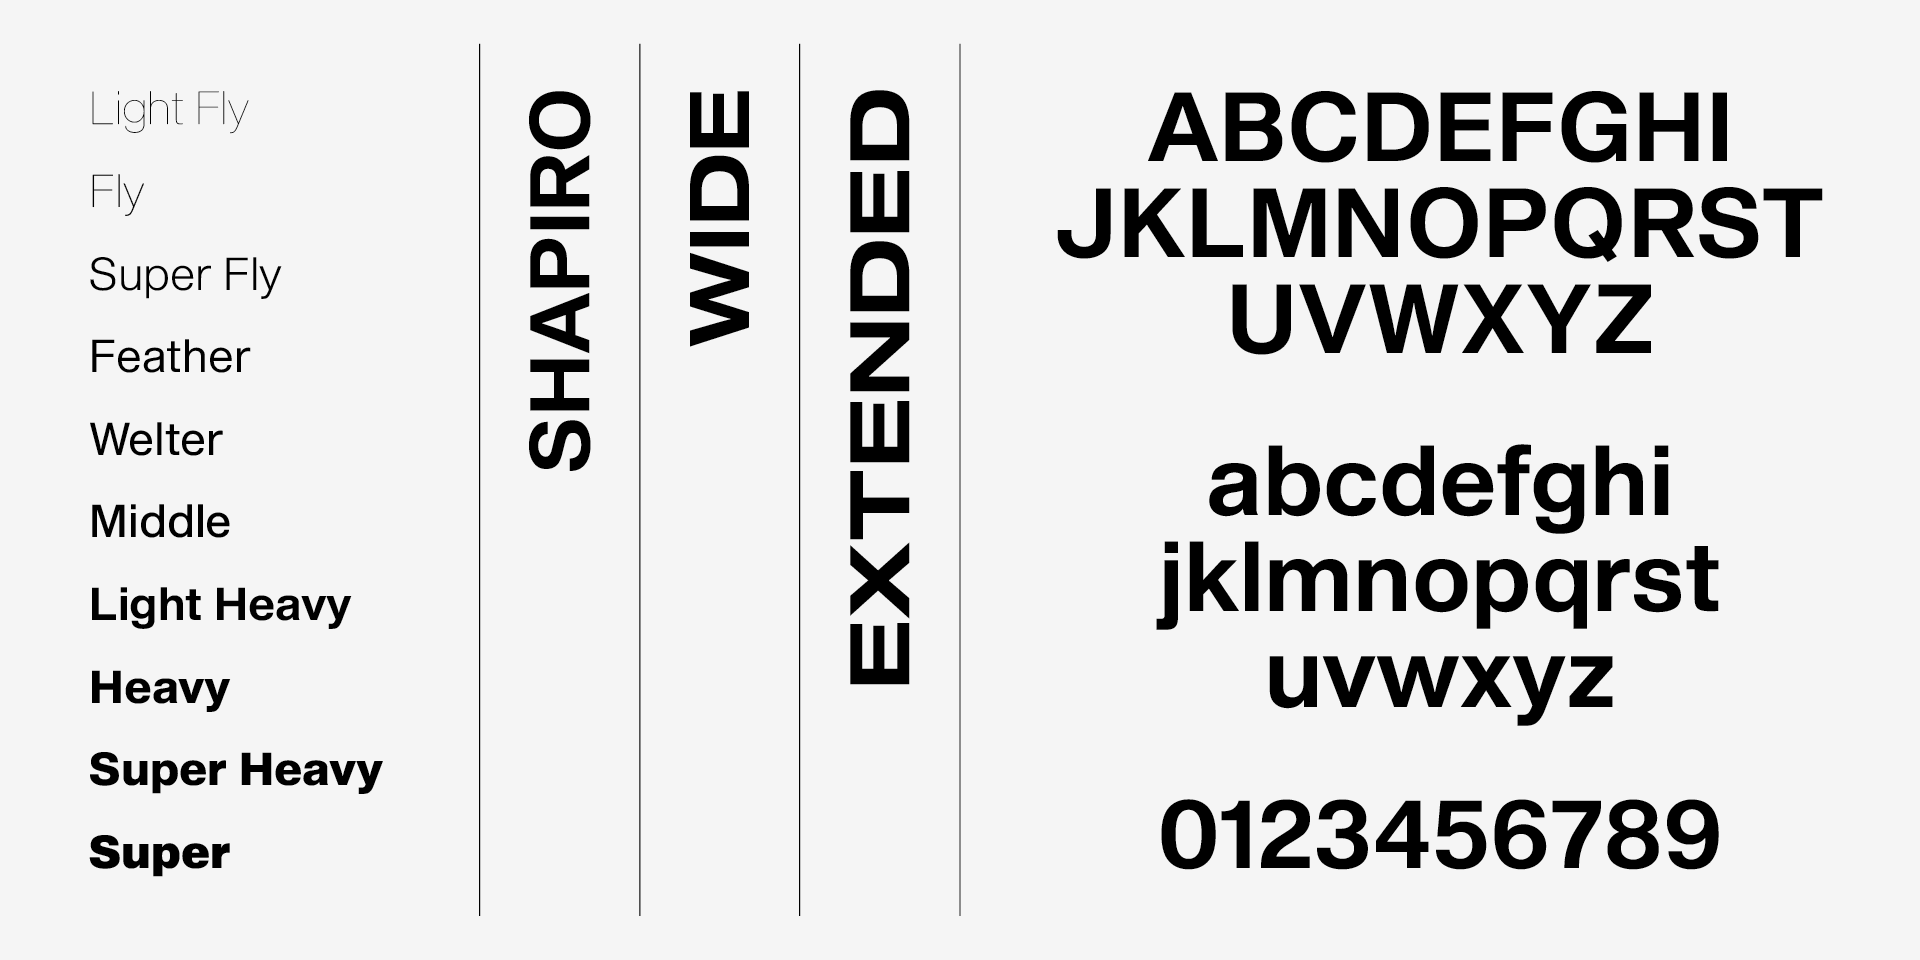 Light Fly
Fly
Super Fly
Feather
Welter
Middle
Light Heavy
Heavy
Super Heavy
Super
SHAPIRO
WIDE
EXTENDED
ABCDEFGHI
JKLMNOPQRST
UVWXYZ
abcdefghi
jklmnopqrst
uvwxyz
0123456789